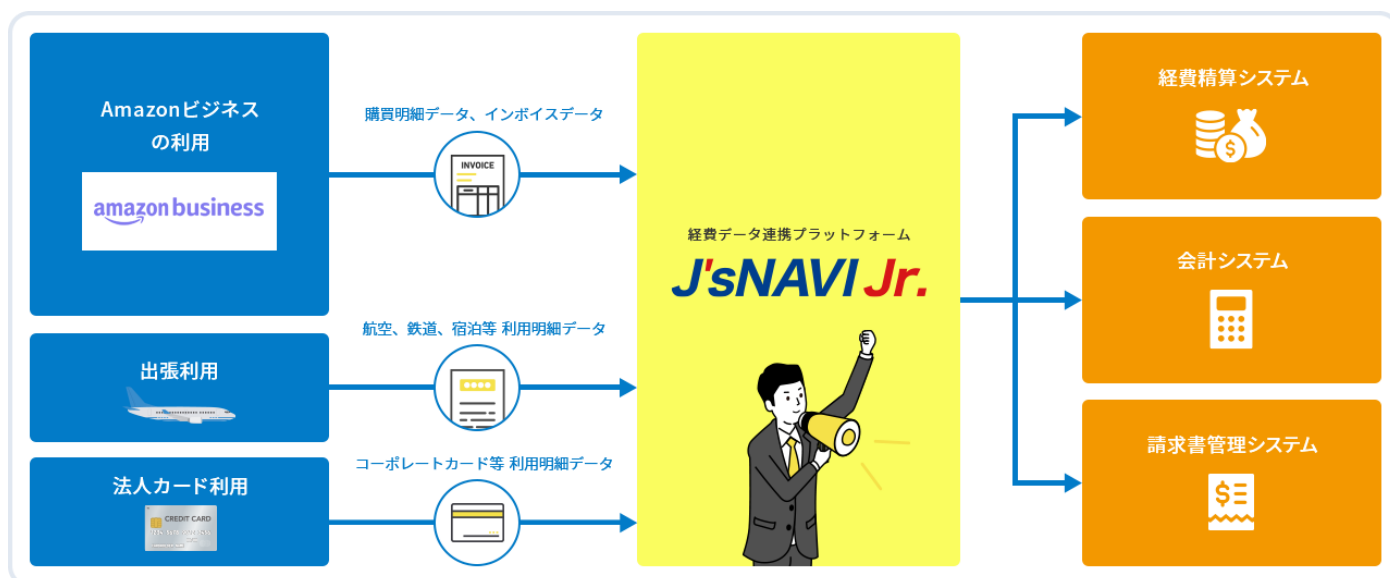 Amazonビジネス
の利用
amazon business
購買明細データ、インボイスデータ
INVOICE
出張利用
航空、鉄道、宿泊等 利用明細データ
法人カード利用
CREDIT CARD
コーポレートカード等 利用明細データ
経費データ連携プラットフォーム
J'sNAVI Jr.
経費精算システム
会計システム
請求書管理システム